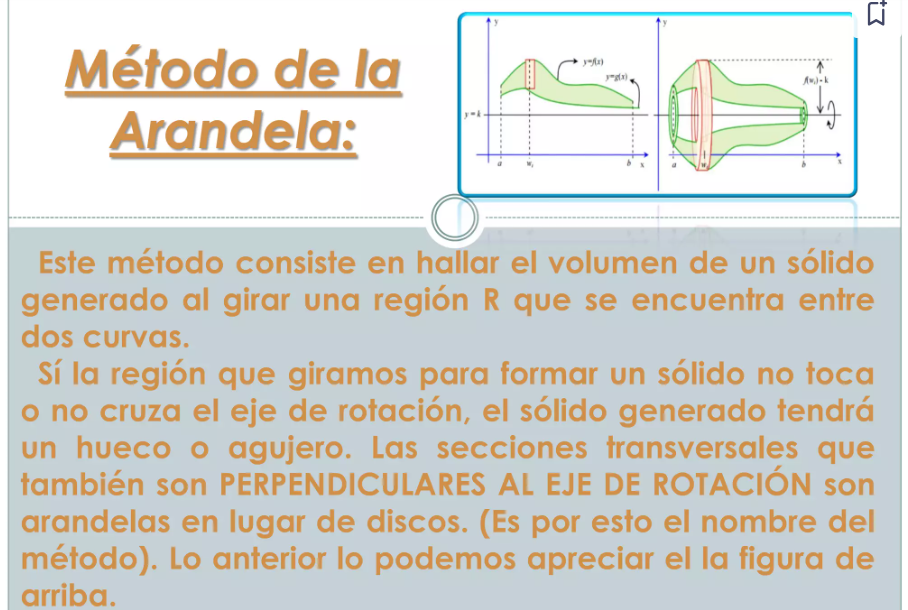 Método de la
Arandela:
y
y=f(x)
y=g(x)
y = k
a
wᵢ
b
x
y
f(wᵢ) - k
a
w
b
x
Este método consiste en hallar el volumen de un sólido
generado al girar una región R que se encuentra entre
dos curvas.
Sí la región que giramos para formar un sólido no toca
o no cruza el eje de rotación, el sólido generado tendrá
un hueco o agujero. Las secciones transversales que
también son PERPENDICULARES AL EJE DE ROTACIÓN son
arandelas en lugar de discos. (Es por esto el nombre del
método). Lo anterior lo podemos apreciar el la figura de
arriba.